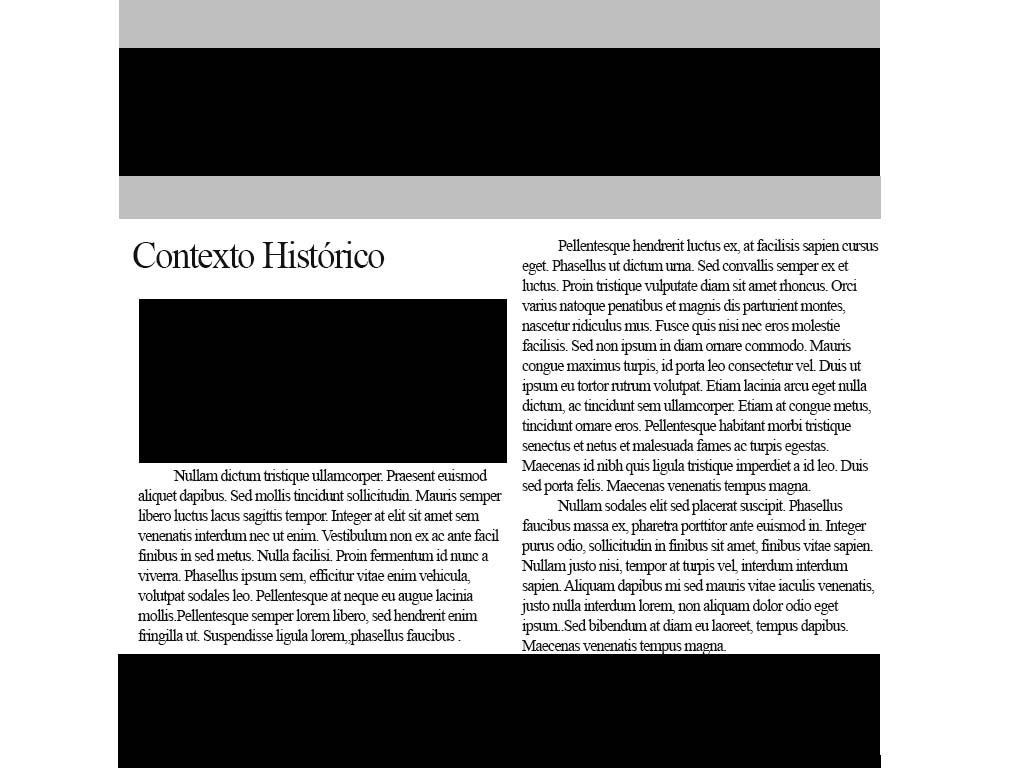 Contexto Histórico
Nullam dictum tristique ullamcorper. Praesent euismod
aliquet dapibus. Sed mollis tincidunt sollicitudin. Mauris semper
libero luctus lacus sagittis tempor. Integer at elit sit amet sem
venenatis interdum nec ut enim. Vestibulum non ex ac ante facil
finibus in sed metus. Nulla facilisi. Proin fermentum id nunc a
viverra. Phasellus ipsum sem, efficitur vitae enim vehicula,
volutpat sodales leo. Pellentesque at neque eu augue lacinia
mollis.Pellentesque semper lorem libero, sed hendrerit enim
fringilla ut. Suspendisse ligula lorem,,phasellus faucibus .
Pellentesque hendrerit luctus ex, at facilisis sapien cursus
eget. Phasellus ut dictum urna. Sed convallis semper ex et
luctus. Proin tristique vulputate diam sit amet rhoncus. Orci
varius natoque penatibus et magnis dis parturient montes,
nascetur ridiculus mus. Fusce quis nisi nec eros molestie
facilisis. Sed non ipsum in diam ornare commodo. Mauris
congue maximus turpis, id porta leo consectetur vel. Duis ut
ipsum eu tortor rutrum volutpat. Etiam lacinia arcu eget nulla
dictum, ac tincidunt sem ullamcorper. Etiam at congue metus,
tincidunt ornare eros. Pellentesque habitant morbi tristique
senectus et netus et malesuada fames ac turpis egestas.
Maecenas id nibh quis ligula tristique imperdiet a id leo. Duis
sed porta felis. Maecenas venenatis tempus magna.
Nullam sodales elit sed placerat suscipit. Phasellus
faucibus massa ex, pharetra porttitor ante euismod in. Integer
purus odio, sollicitudin in finibus sit amet, finibus vitae sapien.
Nullam justo nisi, tempor at turpis vel, interdum interdum
sapien. Aliquam dapibus mi sed mauris vitae iaculis venenatis,
justo nulla interdum lorem, non aliquam dolor odio eget
ipsum..Sed bibendum at diam eu laoreet, tempus dapibus.
Maecenas venenatis tempus magna.